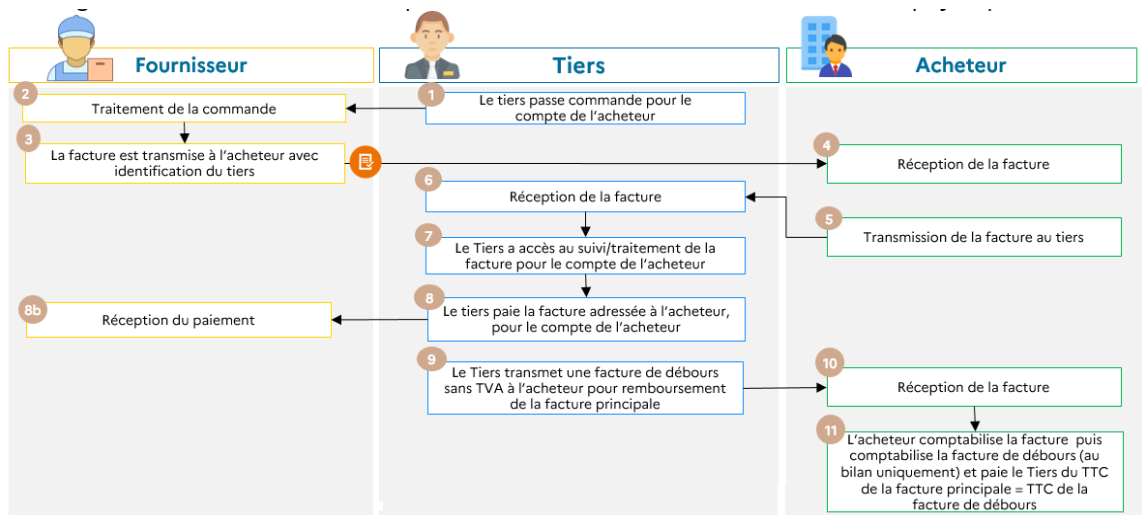 Fournisseur
Tiers
Acheteur
1
Le tiers passe commande pour le
compte de l'acheteur
2
Traitement de la commande
3
La facture est transmise à l'acheteur avec
identification du tiers
4
Réception de la facture
5
Transmission de la facture au tiers
6
Réception de la facture
7
Le Tiers a accès au suivi/traitement de la
facture pour le compte de l'acheteur
8
Le tiers paie la facture adressée à l'acheteur,
pour le compte de l'acheteur
8b
Réception du paiement
9
Le Tiers transmet une facture de débours
sans TVA à l'acheteur pour remboursement
de la facture principale
10
Réception de la facture
11
L'acheteur comptabilise la facture puis
comptabilise la facture de débours (au
bilan uniquement) et paie le Tiers du TTC
de la facture principale = TTC de la
facture de débours